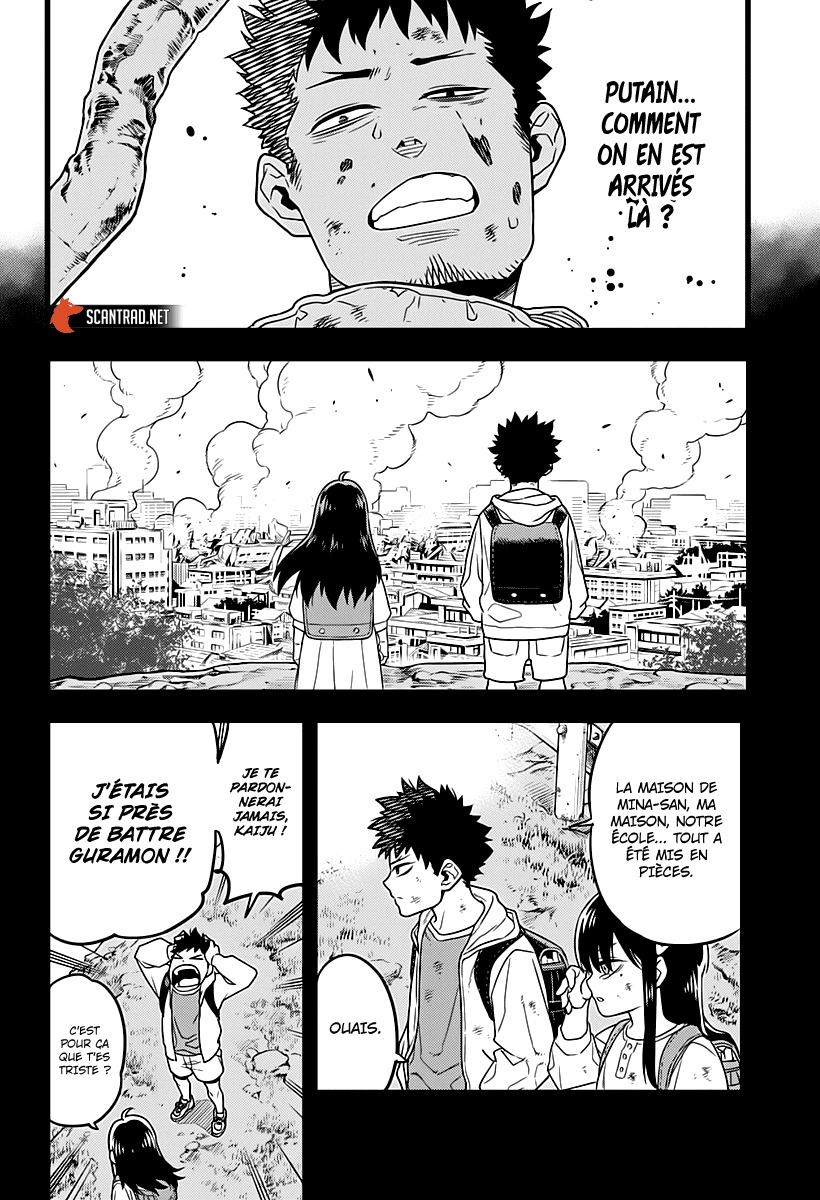 PUTAIN...
COMMENT
ON EN EST
ARRIVÉS
LÀ ?
SCANTRAD.NET
LA MAISON DE
MINA-SAN, MA
MAISON, NOTRE
ÉCOLE... TOUT A
ÉTÉ MIS EN
PIÈCES.
OUAIS.
JE TE
PARDON-
NERAI
JAMAIS,
KAIJU !
J'ÉTAIS
SI PRÈS
DE BATTRE
GURAMON !!
C'EST
POUR ÇA
QUE T'ES
TRISTE ?